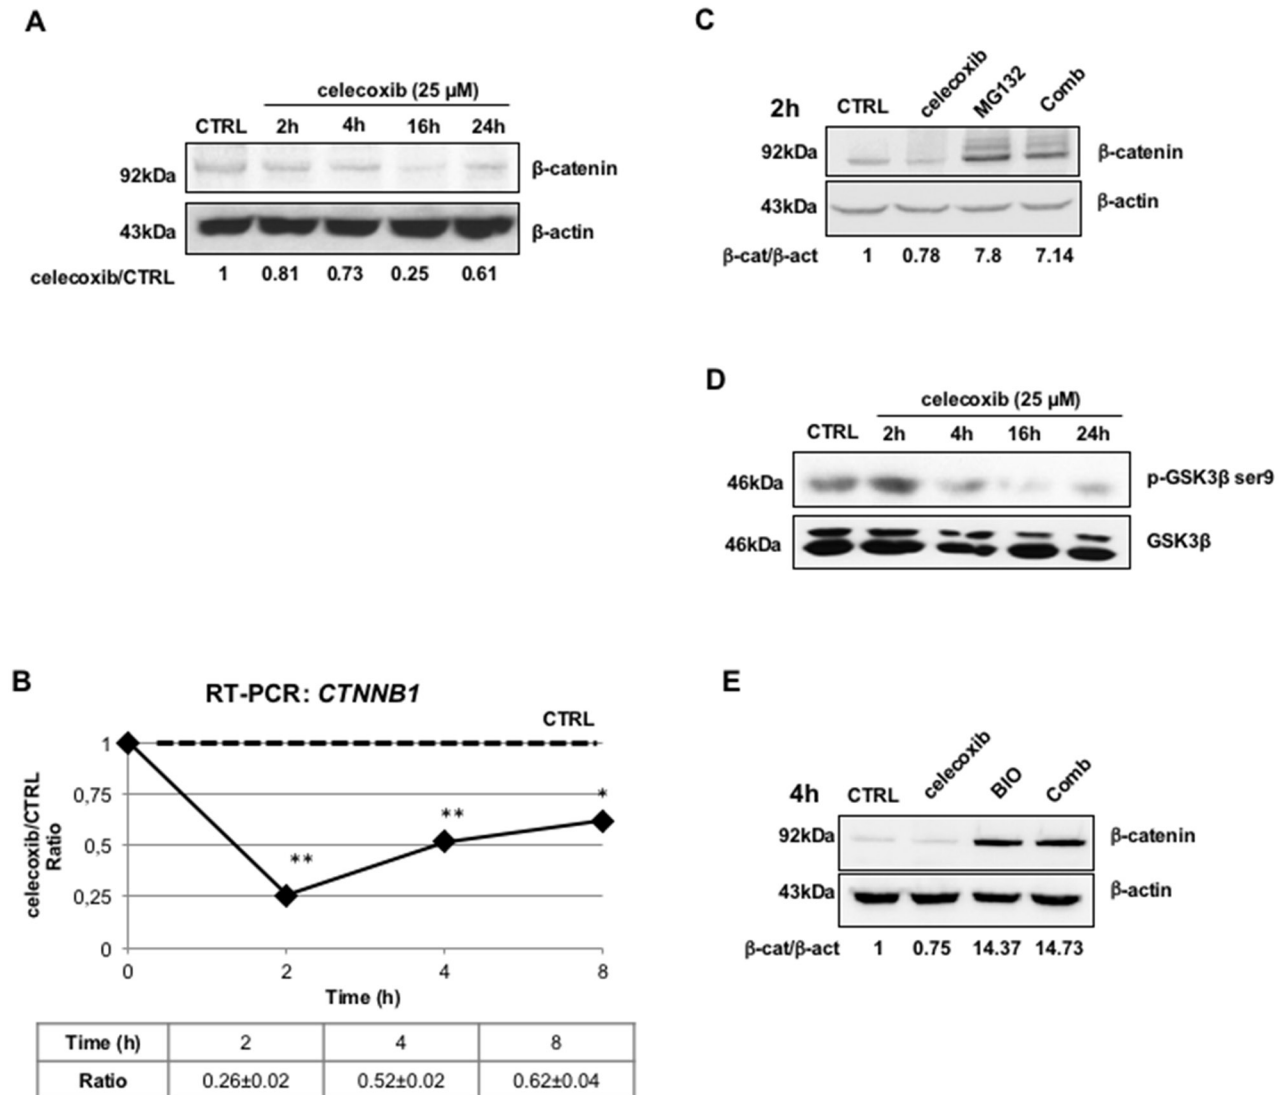 A
celecoxib (25 µM)
CTRL 2h 4h 16h 24h
92kDa β-catenin
43kDa β-actin
celecoxib/CTRL 1 0.81 0.73 0.25 0.61
C
2h CTRL celecoxib MG132 Comb
92kDa β-catenin
43kDa β-actin
β-cat/β-act 1 0.78 7.8 7.14
D
celecoxib (25 µM)
CTRL 2h 4h 16h 24h
46kDa p-GSK3β ser9
46kDa GSK3β
B
RT-PCR: CTNNB1
CTRL
celecoxib/CTRL
Ratio
1
0,75
0,5
0,25
0
* *
* *
*
0 2 4 8
Time (h)
Time (h) 2 4 8
Ratio 0.26±0.02 0.52±0.02 0.62±0.04
E
4h CTRL celecoxib BIO Comb
92kDa β-catenin
43kDa β-actin
β-cat/β-act 1 0.75 14.37 14.73